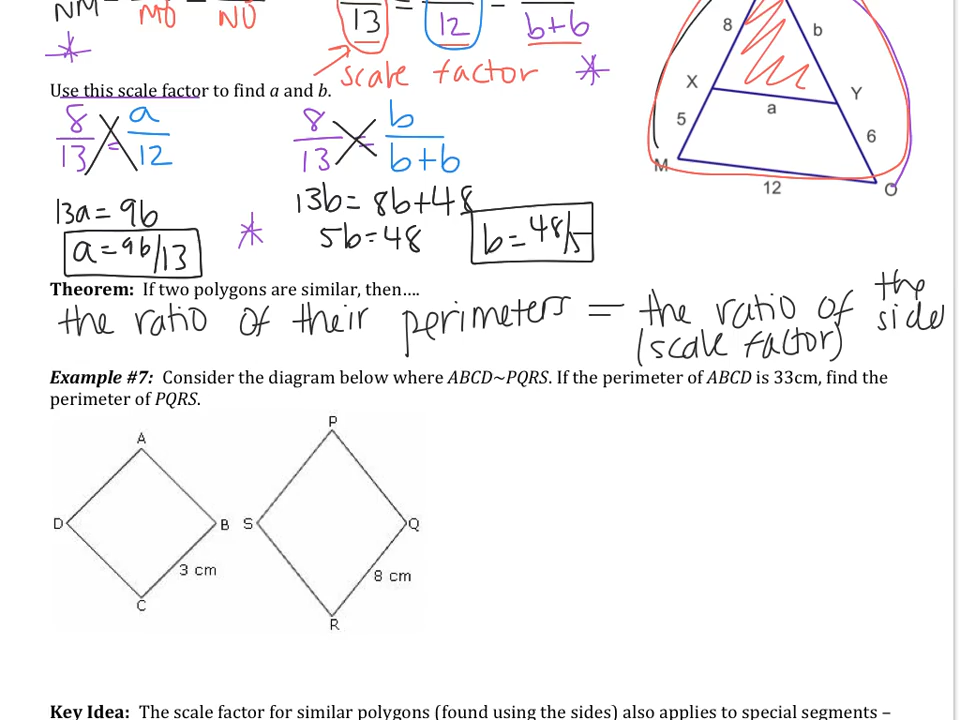 NM = MO = NO
13 = 12 = b+6
scale factor
Use this scale factor to find a and b.
8/13 = a/12
8/13 = b/b+6
13a = 96
a = 96/13
13b = 8b+48
5b = 48
b = 48/5
8
b
X
Y
a
5
6
M
12
O
Theorem: If two polygons are similar, then….
the ratio of their perimeters = the ratio of the side
(scale factor)
Example #7: Consider the diagram below where ABCD~PQRS. If the perimeter of ABCD is 33cm, find the
perimeter of PQRS.
A
P
D
B
S
Q
3 cm
8 cm
C
R
Key Idea: The scale factor for similar polygons (found using the sides) also applies to special segments –